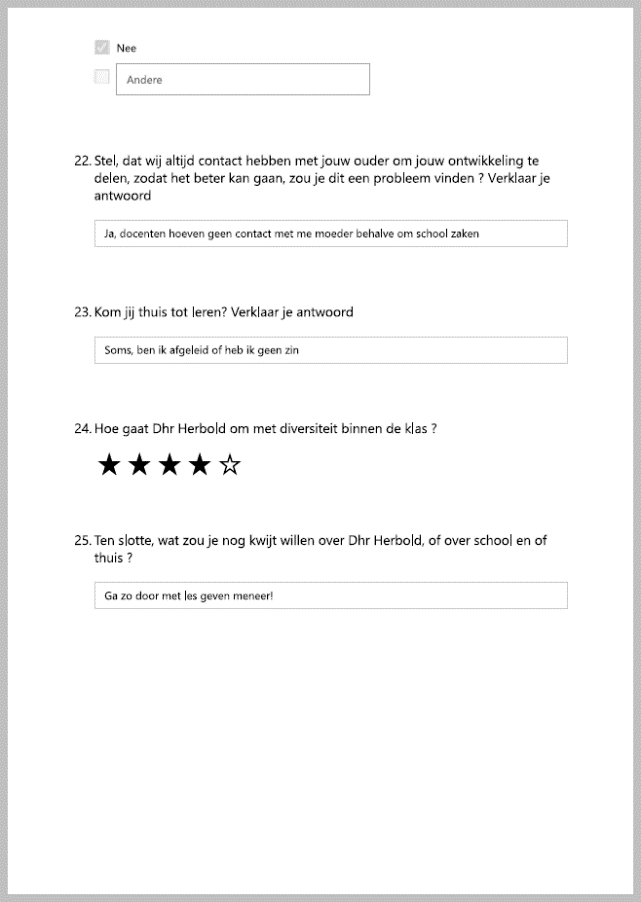 Nee
Andere
22. Stel, dat wij altijd contact hebben met jouw ouder om jouw ontwikkeling te
delen, zodat het beter kan gaan, zou je dit een probleem vinden ? Verklaar je
antwoord
Ja, docenten hoeven geen contact met me moeder behalve om school zaken
23. Kom jij thuis tot leren? Verklaar je antwoord
Soms, ben ik afgeleid of heb ik geen zin
24. Hoe gaat Dhr Herbold om met diversiteit binnen de klas ?
25. Ten slotte, wat zou je nog kwijt willen over Dhr Herbold, of over school en of
thuis ?
Ga zo door met les geven meneer!